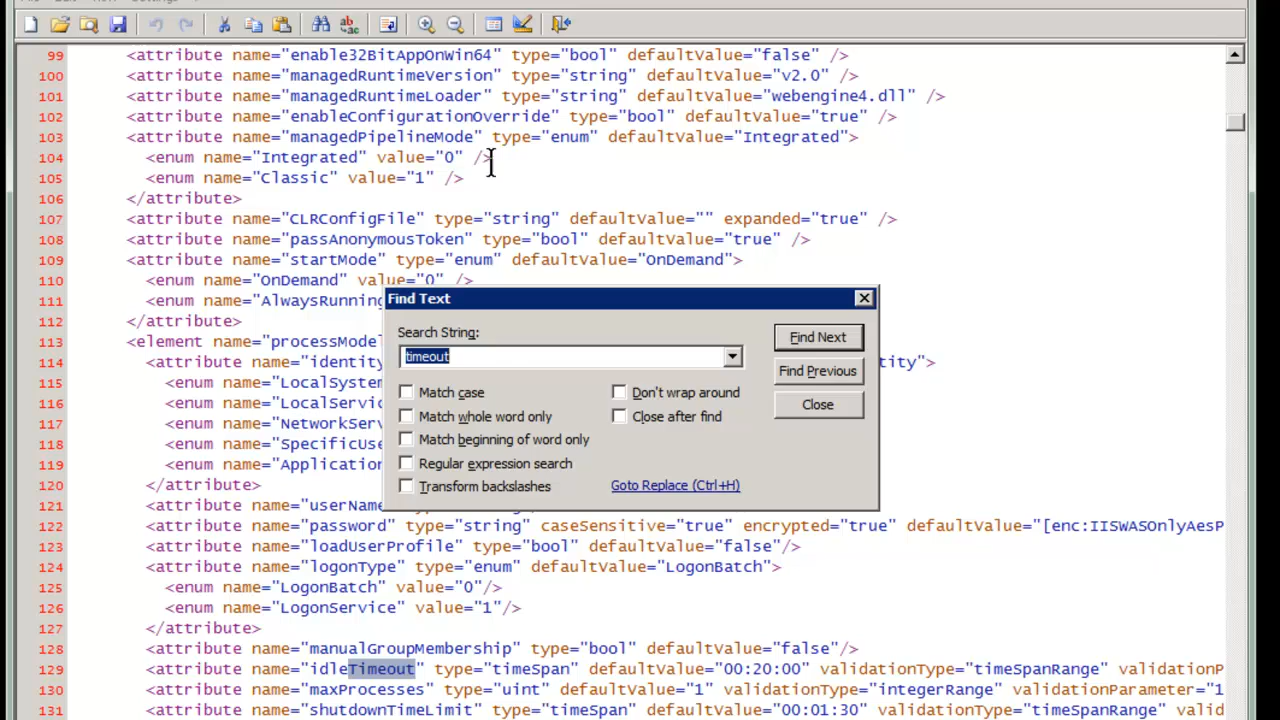 99 <attribute name="enable32BitAppOnWin64" type="bool" defaultValue="false" />
100 <attribute name="managedRuntimeVersion" type="string" defaultValue="v2.0" />
101 <attribute name="managedRuntimeLoader" type="string" defaultValue="webengine4.dll" />
102 <attribute name="enableConfigurationOverride" type="bool" defaultValue="true" />
103 <attribute name="managedPipelineMode" type="enum" defaultValue="Integrated">
104 <enum name="Integrated" value="0" />
105 <enum name="Classic" value="1" />
106 </attribute>
107 <attribute name="CLRConfigFile" type="string" defaultValue="" expanded="true" />
108 <attribute name="passAnonymousToken" type="bool" defaultValue="true" />
109 <attribute name="startMode" type="enum" defaultValue="OnDemand">
110 <enum name="OnDemand" value="0" />
111 <enum name="AlwaysRunning
112 </attribute>
113 <element name="processMode
114 <attribute name="identity tity">
115 <enum name="LocalSystem
116 <enum name="LocalServic
117 <enum name="NetworkServ
118 <enum name="SpecificUse
119 <enum name="Application
120 </attribute>
121 <attribute name="userName
122 <attribute name="password" type="string" caseSensitive="true" encrypted="true" defaultValue="[enc:IISWASOnlyAesP
123 <attribute name="loadUserProfile" type="bool" defaultValue="false"/>
124 <attribute name="logonType" type="enum" defaultValue="LogonBatch">
125 <enum name="LogonBatch" value="0"/>
126 <enum name="LogonService" value="1"/>
127 </attribute>
128 <attribute name="manualGroupMembership" type="bool" defaultValue="false"/>
129 <attribute name="idleTimeout" type="timeSpan" defaultValue="00:20:00" validationType="timeSpanRange" validationP
130 <attribute name="maxProcesses" type="uint" defaultValue="1" validationType="integerRange" validationParameter="1
131 <attribute name="shutdownTimeLimit" type="timeSpan" defaultValue="00:01:30" validationType="timeSpanRange" valid
Find Text
Search String:
timeout
Find Next
Find Previous
Close
Match case
Don't wrap around
Match whole word only
Close after find
Match beginning of word only
Regular expression search
Transform backslashes
Goto Replace (Ctrl+H)